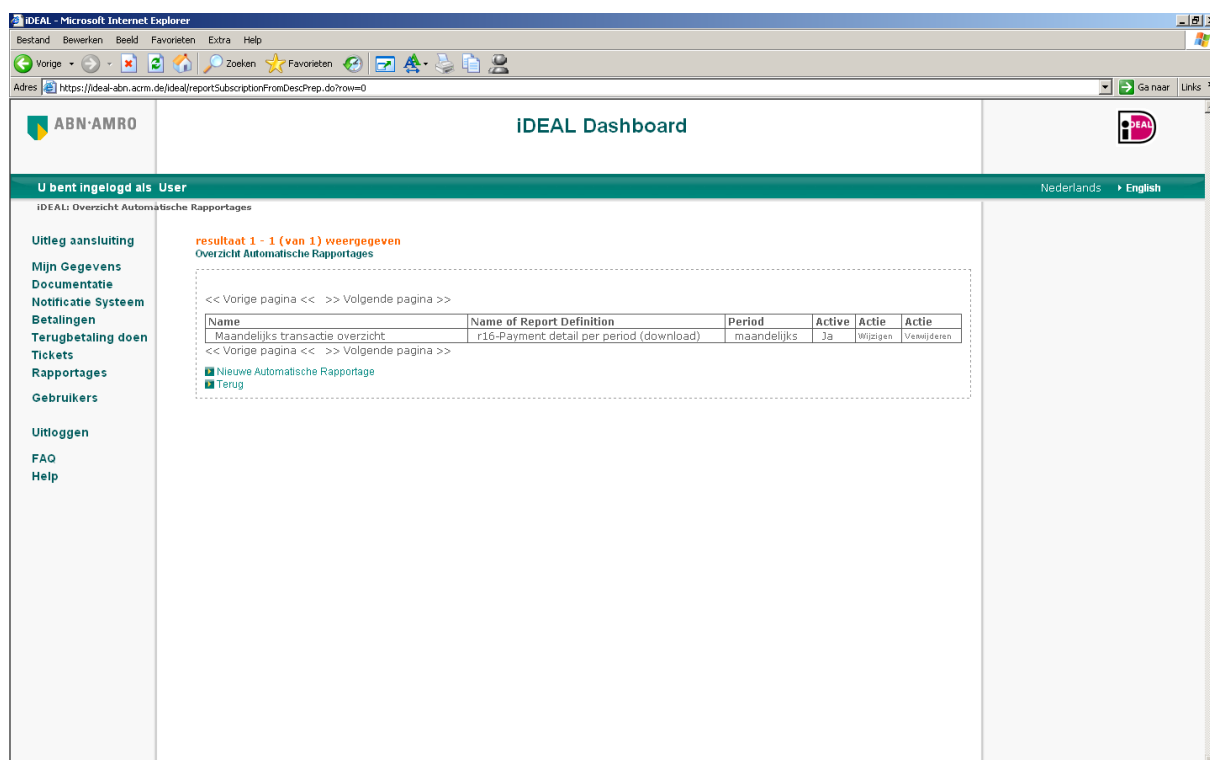 iDEAL - Microsoft Internet Explorer
Bestand Bewerken Beeld Favorieten Extra Help
Vorige Zoeken Favorieten
Adres https://ideal-abn.acrm.de/ideal/reportSubscriptionFromDescPrep.do?row=0 Ga naar Links
ABN·AMRO
iDEAL Dashboard
iDEAL
U bent ingelogd als User Nederlands English
iDEAL: Overzicht Automatische Rapportages
Uitleg aansluiting
Mijn Gegevens
Documentatie
Notificatie Systeem
Betalingen
Terugbetaling doen
Tickets
Rapportages
Gebruikers
Uitloggen
FAQ
Help
resultaat 1 - 1 (van 1) weergegeven
Overzicht Automatische Rapportages
<< Vorige pagina << >> Volgende pagina >>
Name Name of Report Definition Period Active Actie Actie
Maandelijks transactie overzicht r16-Payment detail per period (download) maandelijks Ja Wijzigen Verwijderen
<< Vorige pagina << >> Volgende pagina >>
Nieuwe Automatische Rapportage
Terug